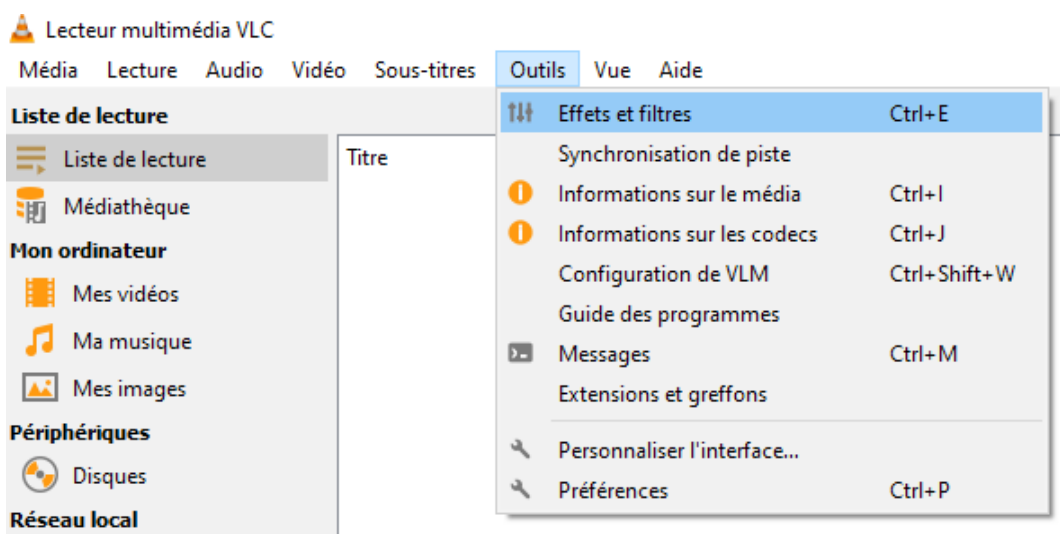 Lecteur multimédia VLC
Média Lecture Audio Vidéo Sous-titres Outils Vue Aide
Liste de lecture
Liste de lecture
Médiathèque
Mon ordinateur
Mes vidéos
Ma musique
Mes images
Périphériques
Disques
Réseau local
Titre
Effets et filtres Ctrl+E
Synchronisation de piste
Informations sur le média Ctrl+I
Informations sur les codecs Ctrl+J
Configuration de VLM Ctrl+Shift+W
Guide des programmes
Messages Ctrl+M
Extensions et greffons
Personnaliser l'interface...
Préférences Ctrl+P